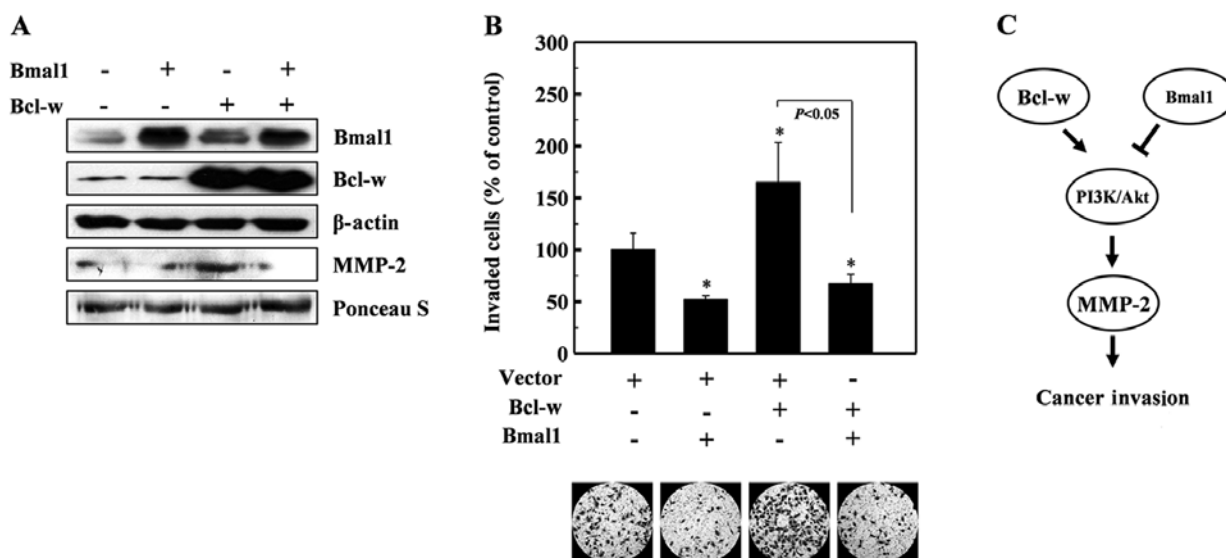 A
Bmal1 - + - +
Bcl-w - - + +
Bmal1
Bcl-w
β-actin
MMP-2
Ponceau S
B
300
250
200
150
100
50
0
Invaded cells (% of control)
P<0.05
*
*
*
Vector + + + -
Bcl-w - - + +
Bmal1 - + - +
C
Bcl-w
Bmal1
PI3K/Akt
MMP-2
Cancer invasion